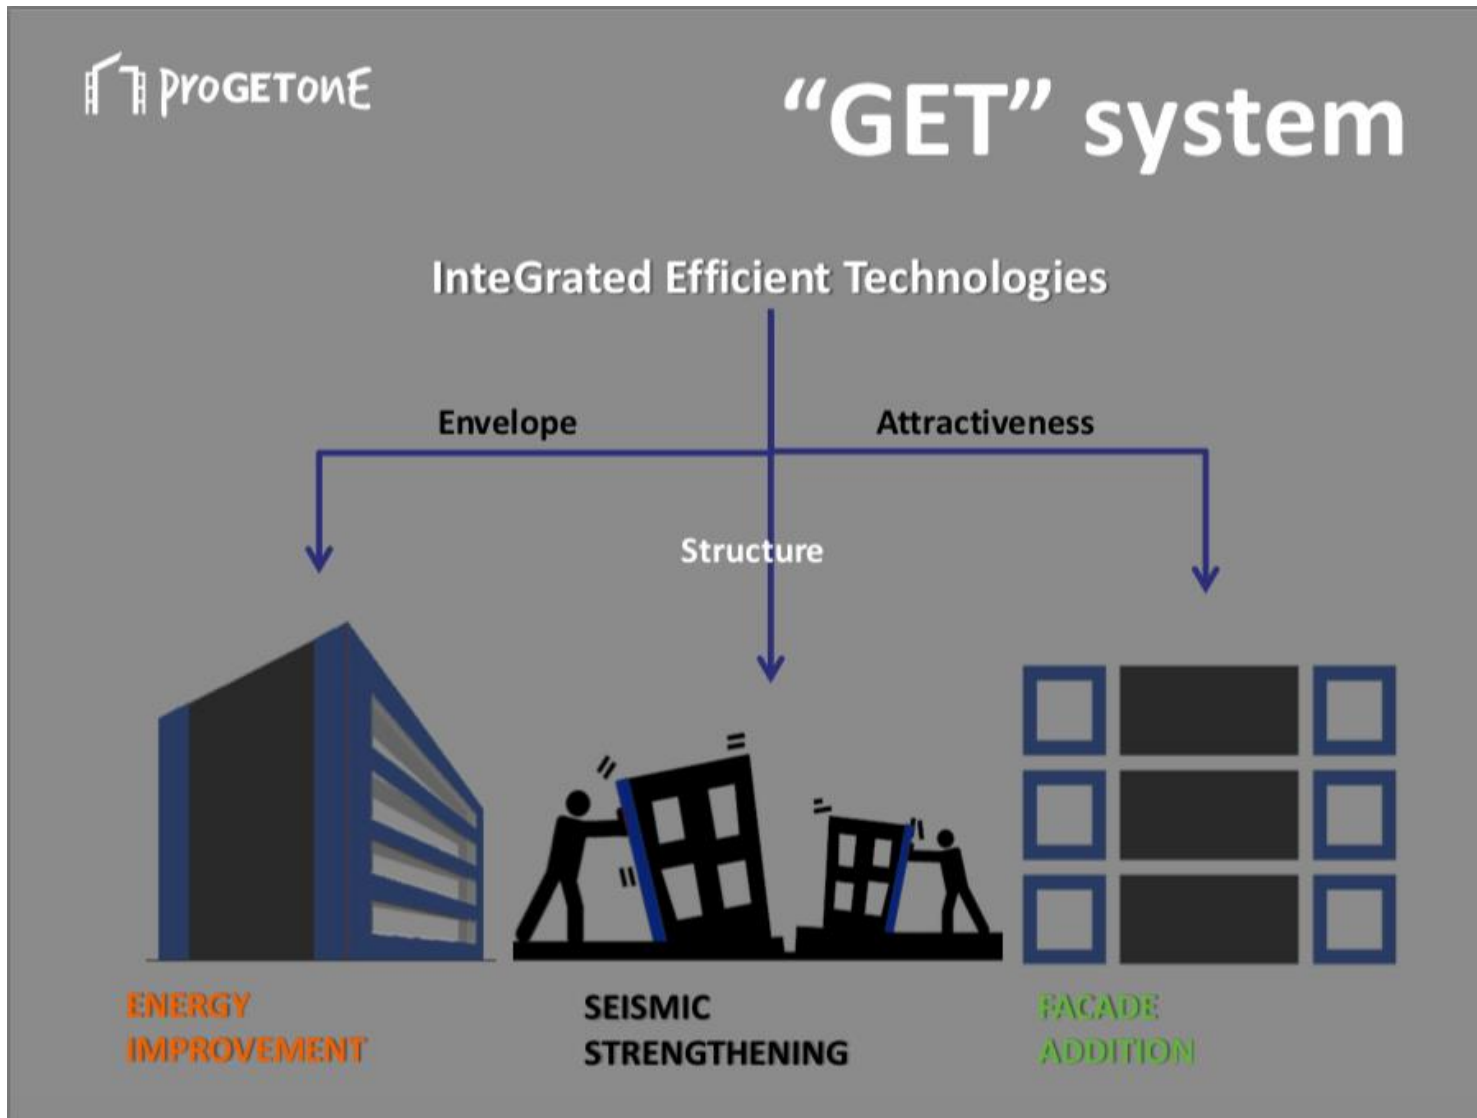 PROGETONE
“GET” system
InteGrated Efficient Technologies
Envelope
Attractiveness
Structure
ENERGY
IMPROVEMENT
SEISMIC
STRENGTHENING
FACADE
ADDITION